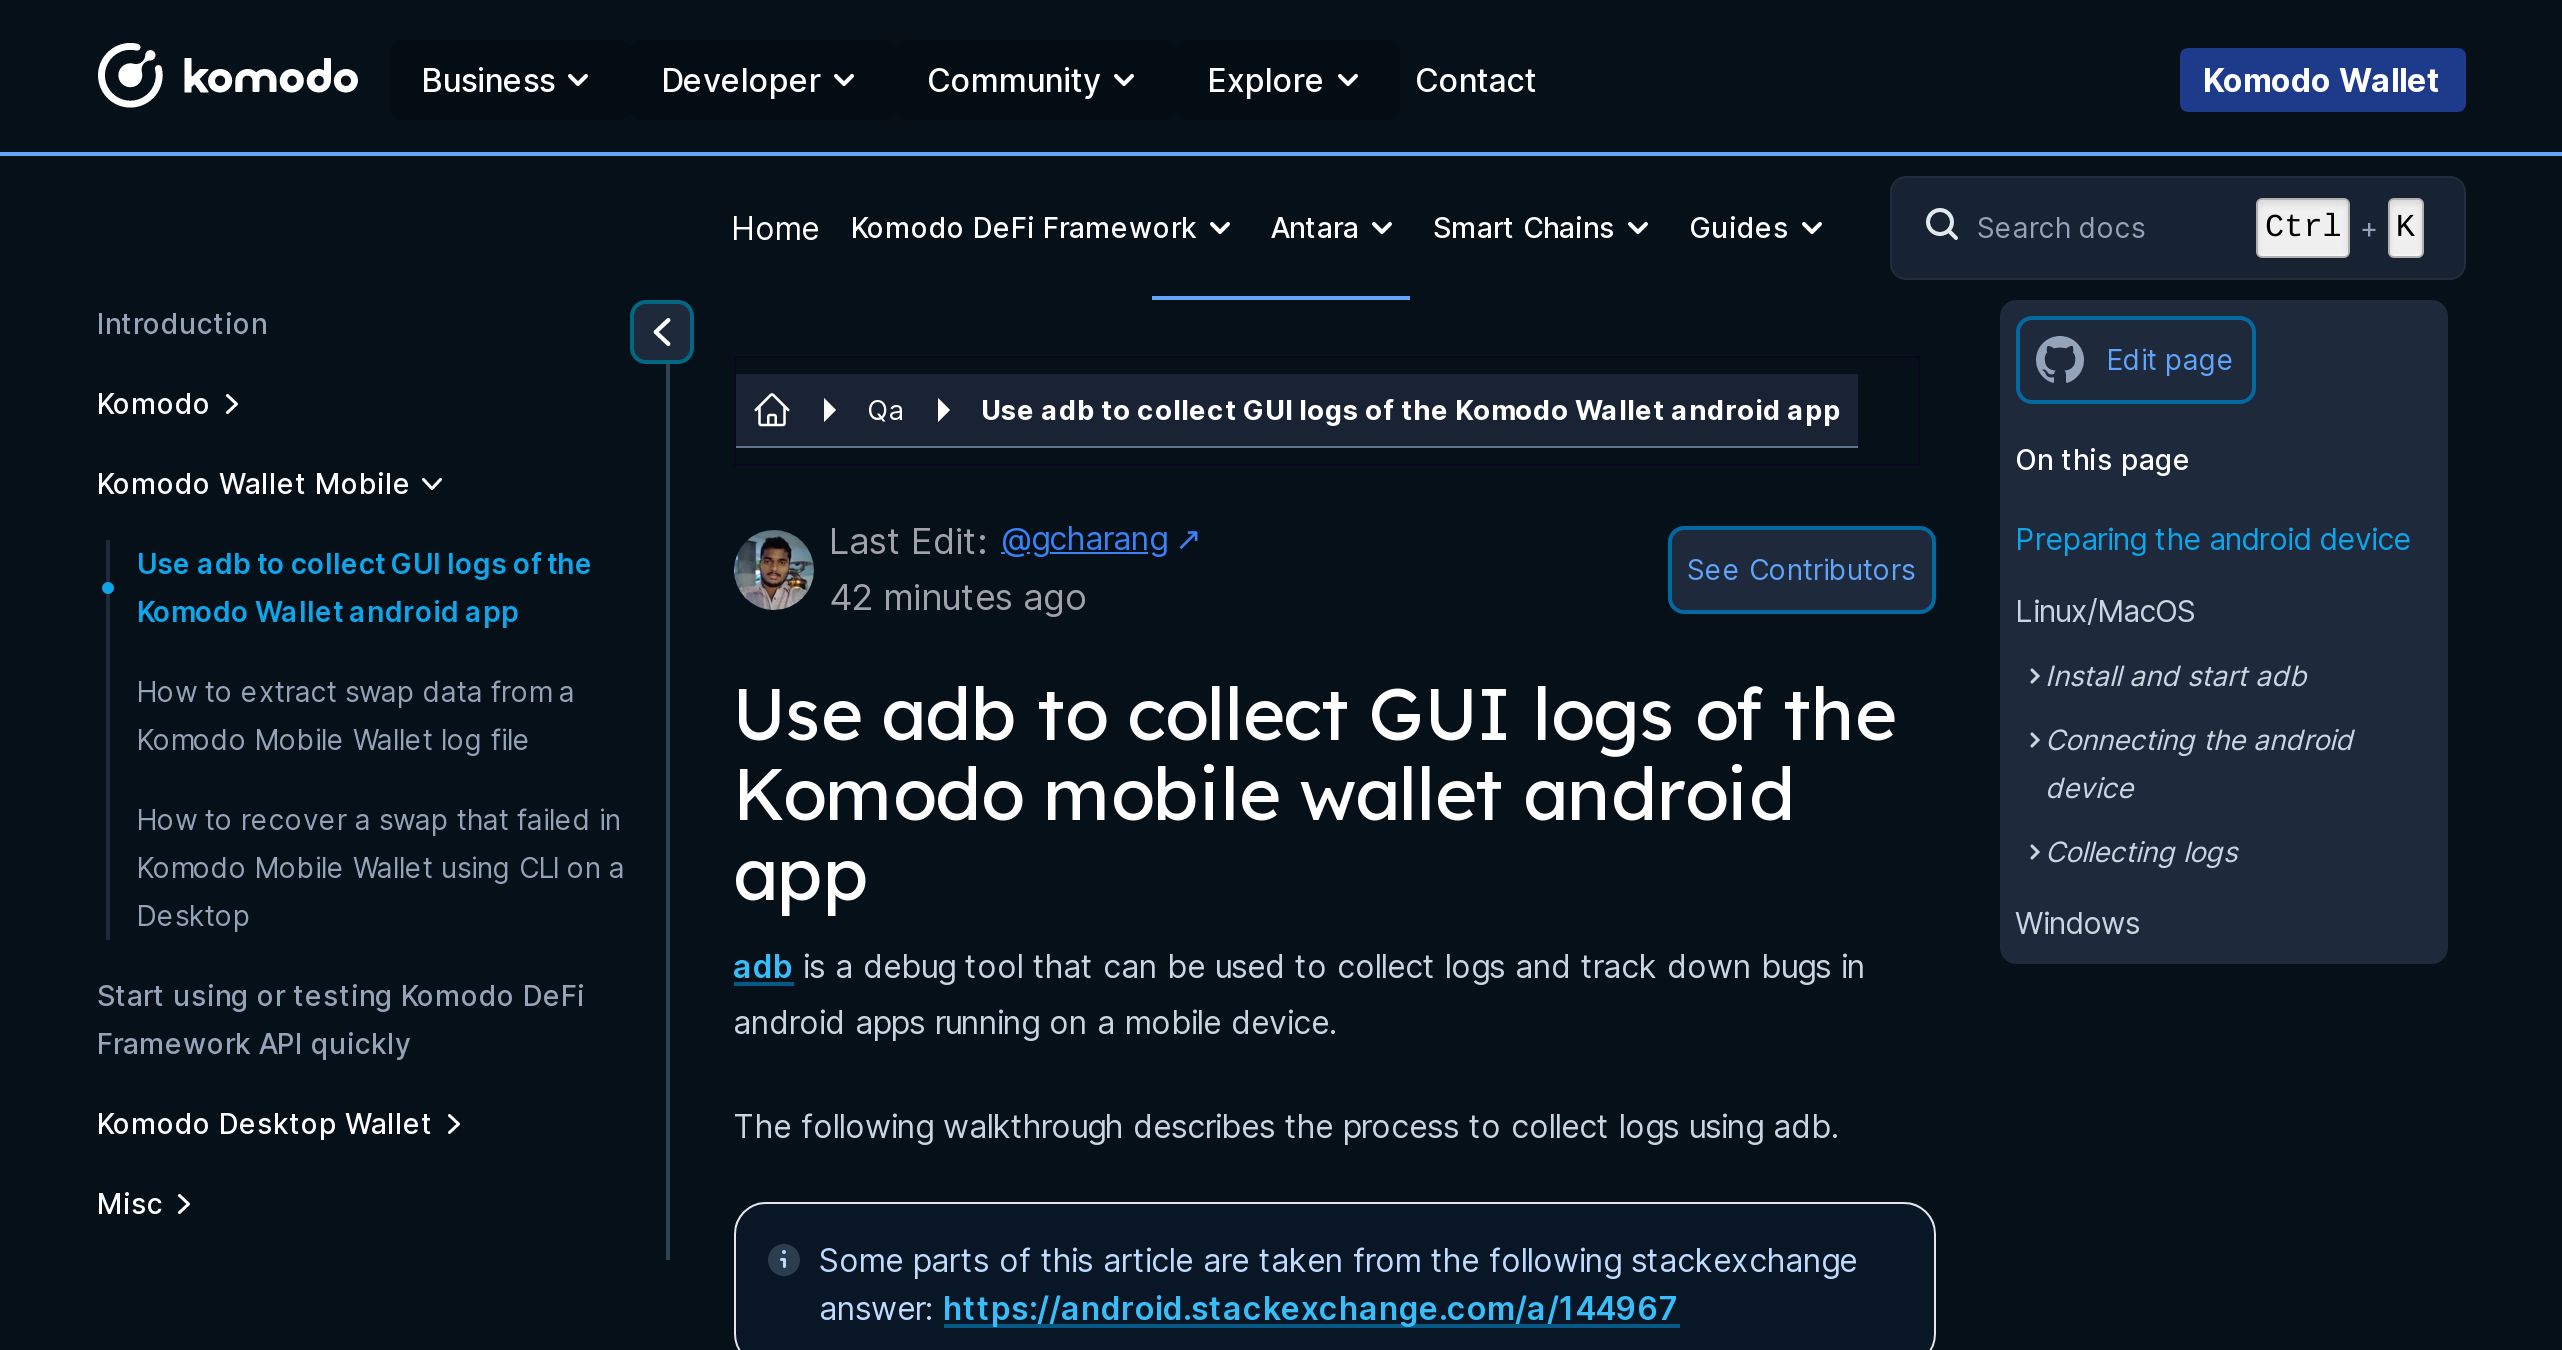 komodo
Business
Developer
Community
Explore
Contact
Komodo Wallet
Home
Komodo DeFi Framework
Antara
Smart Chains
Guides
Search docs
Ctrl + K
Introduction
Komodo
Komodo Wallet Mobile
Use adb to collect GUI logs of the
Komodo Wallet android app
How to extract swap data from a
Komodo Mobile Wallet log file
How to recover a swap that failed in
Komodo Mobile Wallet using CLI on a
Desktop
Start using or testing Komodo DeFi
Framework API quickly
Komodo Desktop Wallet
Misc
Qa
Use adb to collect GUI logs of the Komodo Wallet android app
Last Edit: @gcharang ↗
42 minutes ago
See Contributors
Use adb to collect GUI logs of the
Komodo mobile wallet android
app
adb is a debug tool that can be used to collect logs and track down bugs in
android apps running on a mobile device.
The following walkthrough describes the process to collect logs using adb.
Some parts of this article are taken from the following stackexchange
answer: https://android.stackexchange.com/a/144967
Edit page
On this page
Preparing the android device
Linux/MacOS
Install and start adb
Connecting the android
device
Collecting logs
Windows